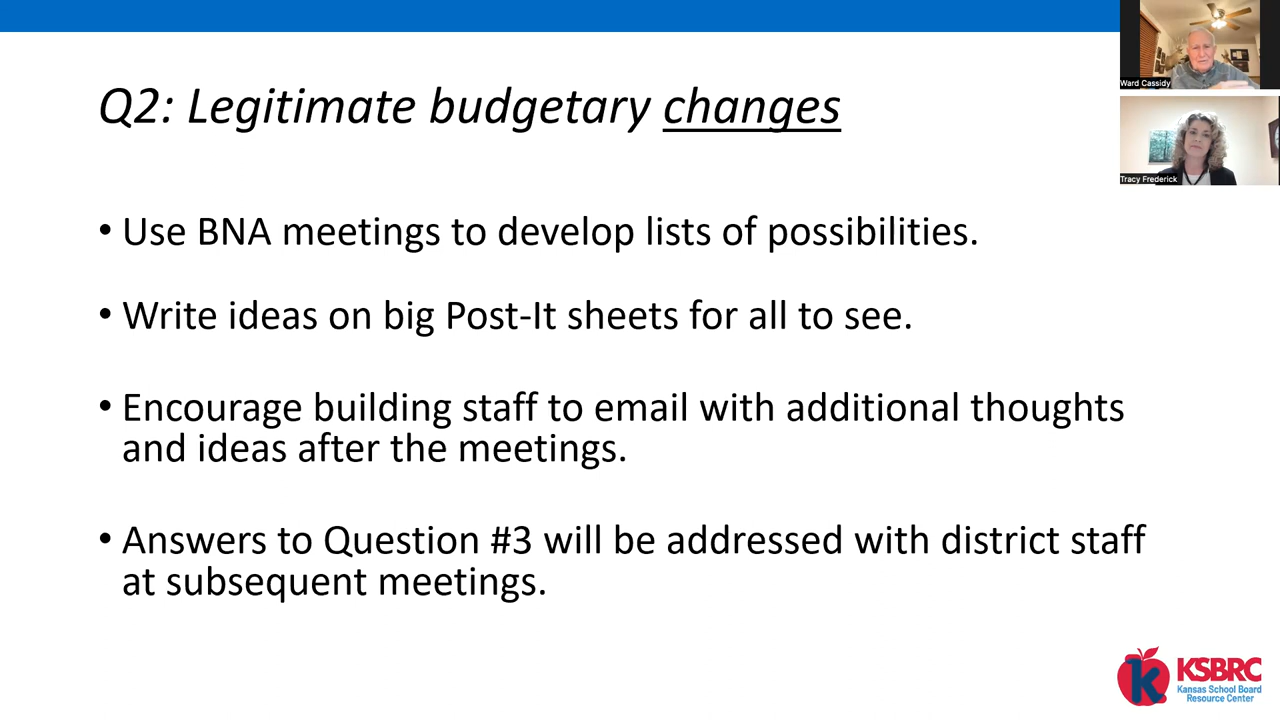 Q2: Legitimate budgetary changes
• Use BNA meetings to develop lists of possibilities.
• Write ideas on big Post-It sheets for all to see.
• Encourage building staff to email with additional thoughts
and ideas after the meetings.
• Answers to Question #3 will be addressed with district staff
at subsequent meetings.
Ward Cassidy
Tracy Frederick
k
KSBRC
Kansas School Board
Resource Center